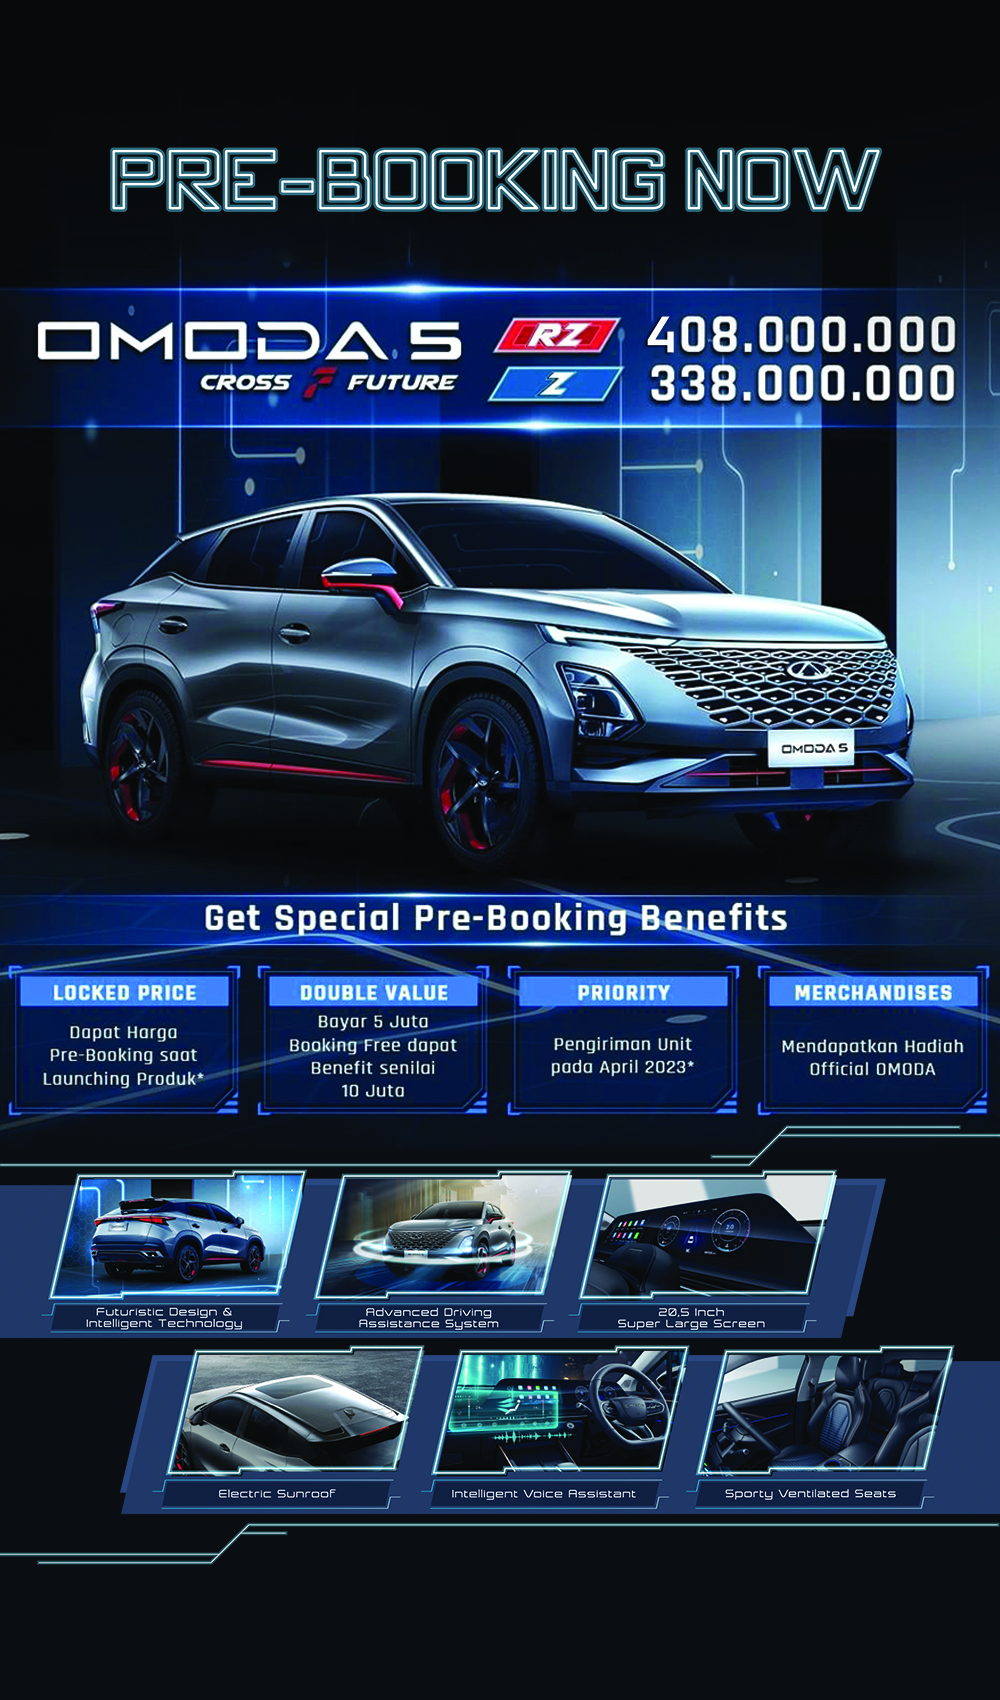 PRE-BOOKING NOW
OMODA 5
CROSS F FUTURE
RZ 408.000.000
Z 338.000.000
OMODA 5
Get Special Pre-Booking Benefits
LOCKED PRICE
Dapat Harga
Pre-Booking saat
Launching Produk*
DOUBLE VALUE
Bayar 5 Juta
Booking Free dapat
Benefit senilai
10 Juta
PRIORITY
Pengiriman Unit
pada April 2023*
MERCHANDISES
Mendapatkan Hadiah
Official OMODA
Futuristic Design &
Intelligent Technology
Advanced Driving
Assistance System
20,5 Inch
Super Large Screen
Electric Sunroof
Intelligent Voice Assistant
Sporty Ventilated Seats